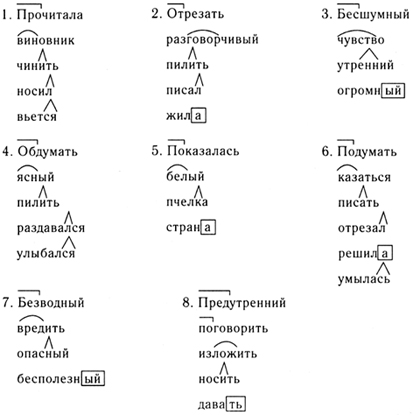 1. Прочитала
виновник
чинить
носил
вьется
2. Отрезать
разговорчивый
пилить
писал
жила
3. Бесшумный
чувство
утренний
огромный
4. Обдумать
ясный
пилить
раздавался
улыбался
5. Показалась
белый
пчелка
страна
6. Подумать
казаться
писать
отрезал
решила
умылась
7. Безводный
вредить
опасный
бесполезный
8. Предутренний
поговорить
изложить
носить
давать